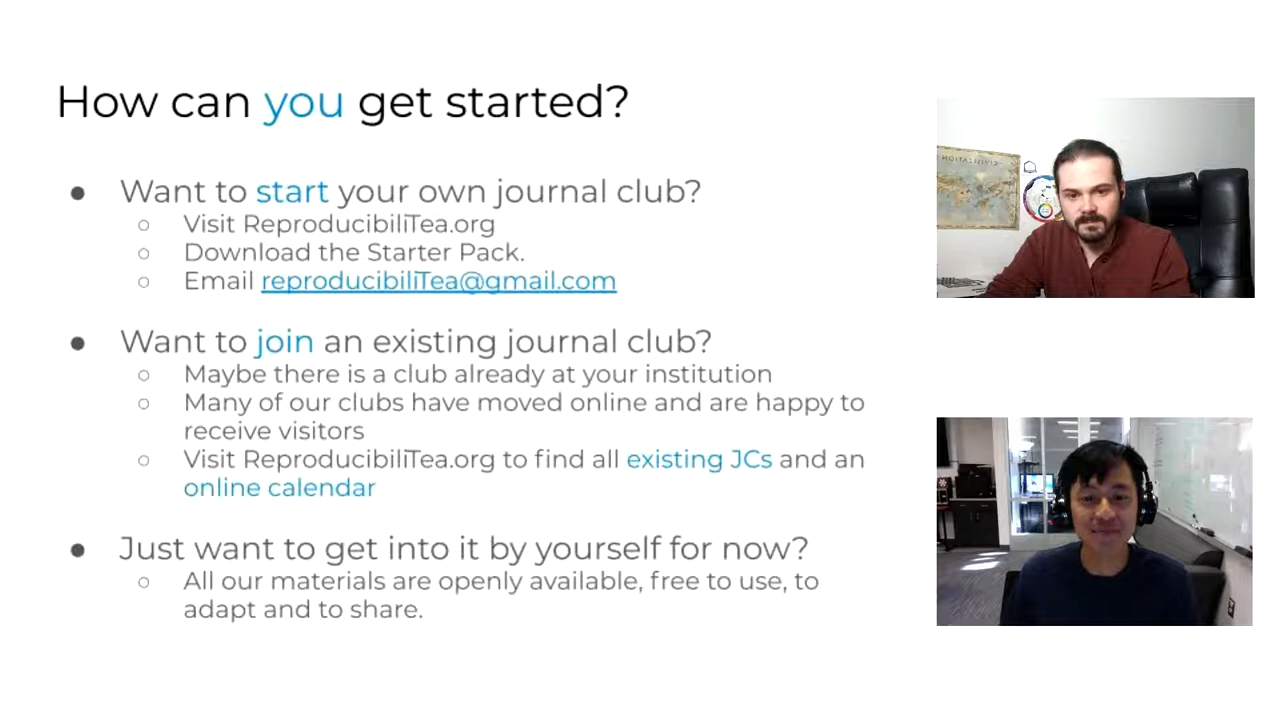 How can you get started?
● Want to start your own journal club?
○ Visit ReproducibiliTea.org
○ Download the Starter Pack.
○ Email reproducibiliTea@gmail.com
● Want to join an existing journal club?
○ Maybe there is a club already at your institution
○ Many of our clubs have moved online and are happy to
receive visitors
○ Visit ReproducibiliTea.org to find all existing JCs and an
online calendar
● Just want to get into it by yourself for now?
○ All our materials are openly available, free to use, to
adapt and to share.
CIVILIZATION